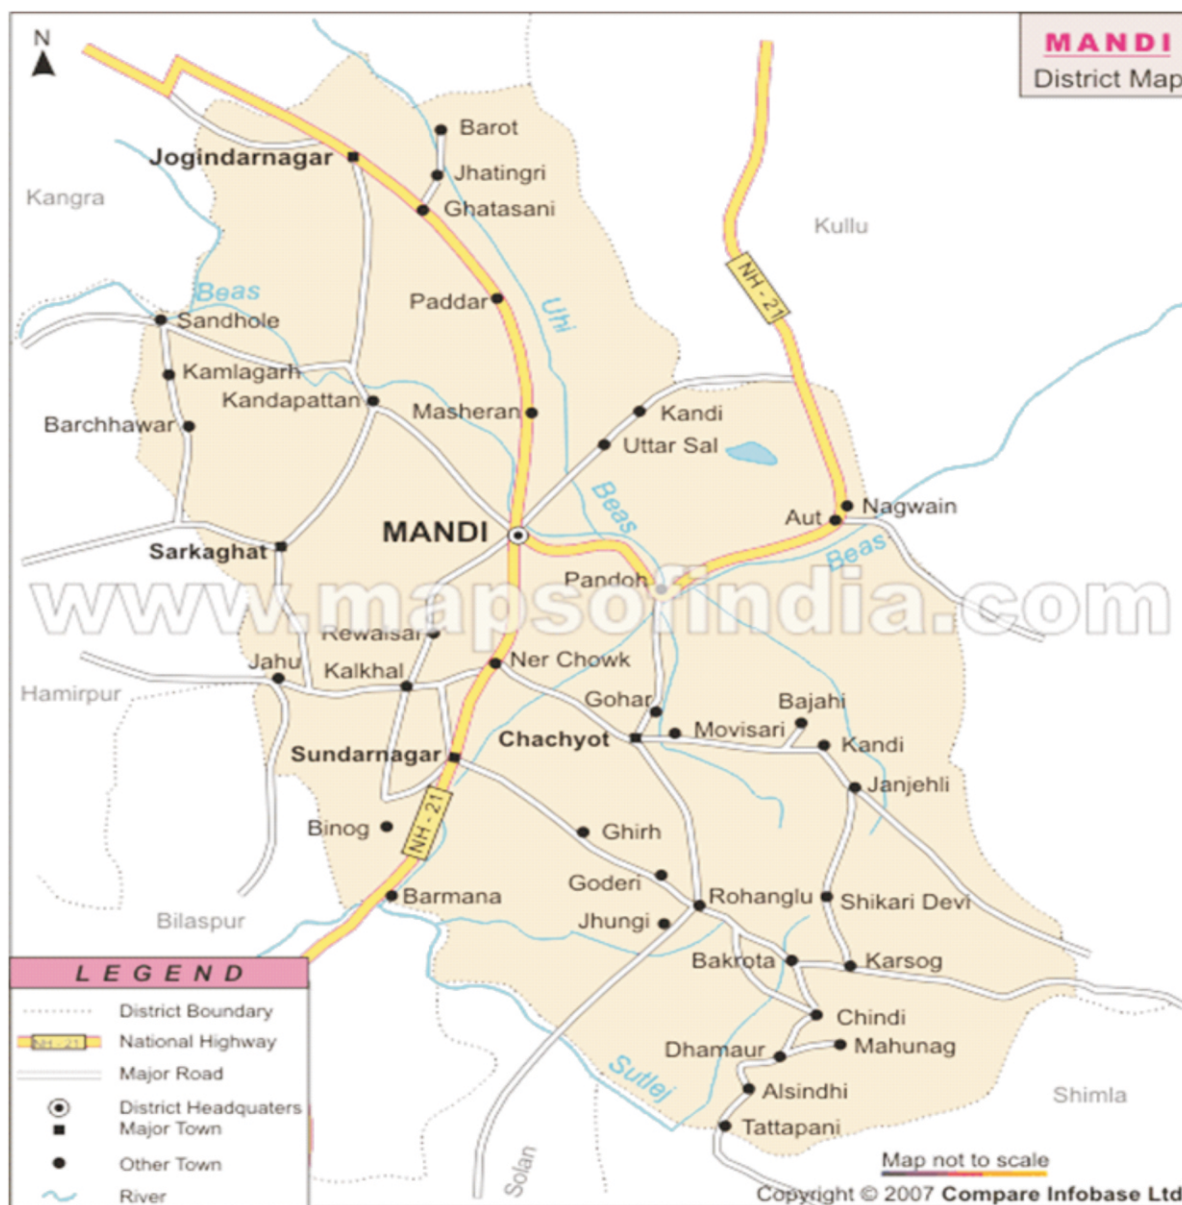 N
MANDI
District Map
Barot
Jogindarnagar
Jhatingri
Kangra
Ghatasani
Kullu
NH - 21
Beas
Paddar
Uhl
Sandhole
Kamlagarh
Kandapattan
Masheran
Kandi
Barchhawar
Uttar Sal
Beas
Nagwain
Aut
MANDI
Sarkaghat
Beas
Pandoh
www.mapsofindia.com
Rewalsar
Ner Chowk
Jahu
Kalkhal
Hamirpur
Gohar
Bajahi
Movisari
Chachyot
Kandi
Sundarnagar
Janjehli
NH - 21
Binog
Ghirh
Goderi
Barmana
Rohanglu
Shikari Devi
Bilaspur
Jhungi
Bakrota
Karsog
LEGEND
District Boundary
NH - 21
National Highway
Major Road
District Headquaters
Major Town
Other Town
River
Chindi
Dhamaur
Mahunag
Sutlej
Alsindhi
Shimla
Tattapani
Solan
Map not to scale
Copyright © 2007 Compare Infobase Ltd